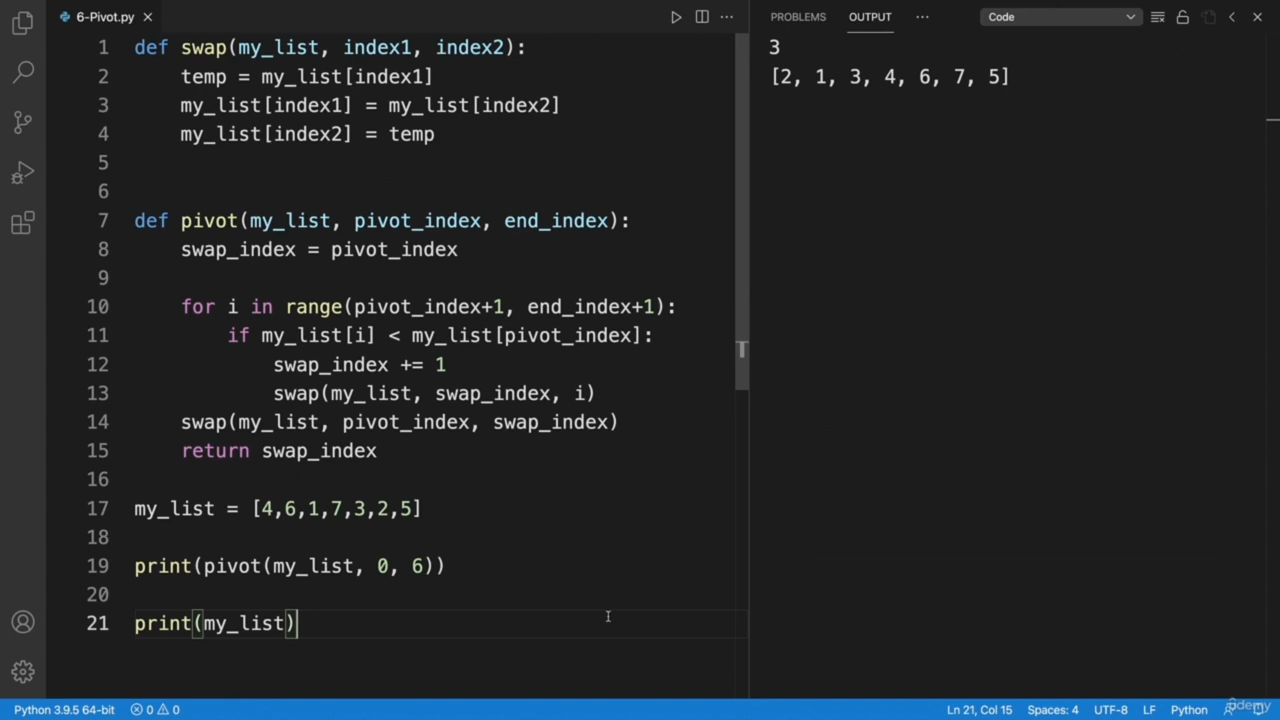 6-Pivot.py
PROBLEMS OUTPUT ... Code
1 def swap(my_list, index1, index2):
2 temp = my_list[index1]
3 my_list[index1] = my_list[index2]
4 my_list[index2] = temp
5
6
7 def pivot(my_list, pivot_index, end_index):
8 swap_index = pivot_index
9
10 for i in range(pivot_index+1, end_index+1):
11 if my_list[i] < my_list[pivot_index]:
12 swap_index += 1
13 swap(my_list, swap_index, i)
14 swap(my_list, pivot_index, swap_index)
15 return swap_index
16
17 my_list = [4,6,1,7,3,2,5]
18
19 print(pivot(my_list, 0, 6))
20
21 print(my_list)
3
[2, 1, 3, 4, 6, 7, 5]
Python 3.9.5 64-bit 0 0 Ln 21, Col 15 Spaces: 4 UTF-8 LF Python
udemy